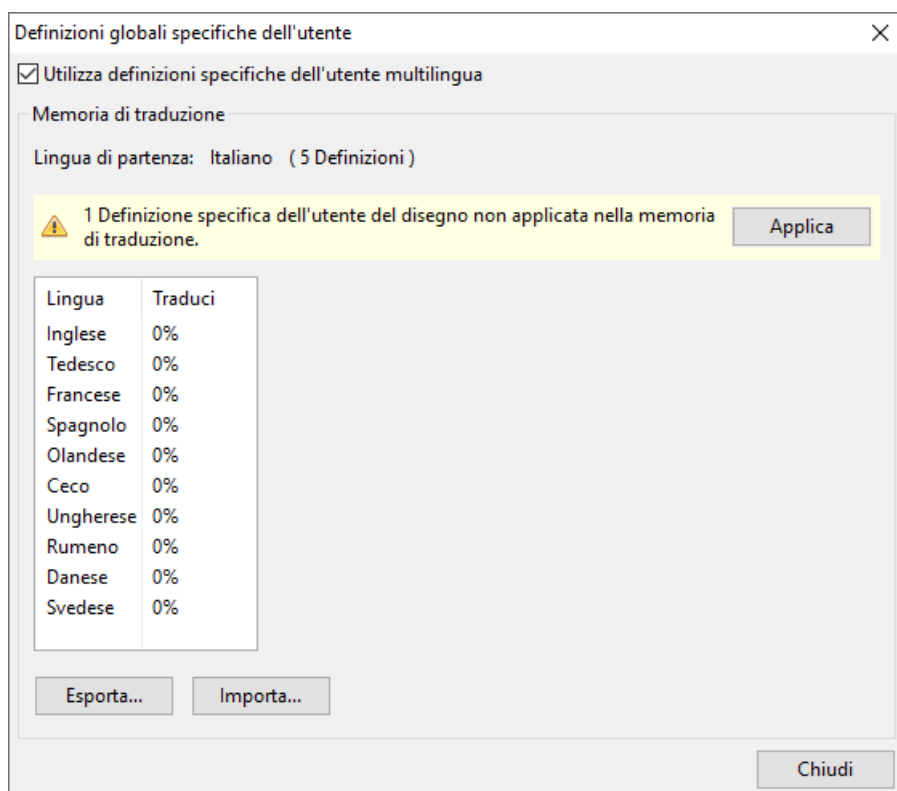 Definizioni globali specifiche dell'utente
Utilizza definizioni specifiche dell'utente multilingua
Memoria di traduzione
Lingua di partenza: Italiano ( 5 Definizioni )
1 Definizione specifica dell'utente del disegno non applicata nella memoria
di traduzione.
Applica
Lingua Traduci
Inglese 0%
Tedesco 0%
Francese 0%
Spagnolo 0%
Olandese 0%
Ceco 0%
Ungherese 0%
Rumeno 0%
Danese 0%
Svedese 0%
Esporta... Importa...
Chiudi